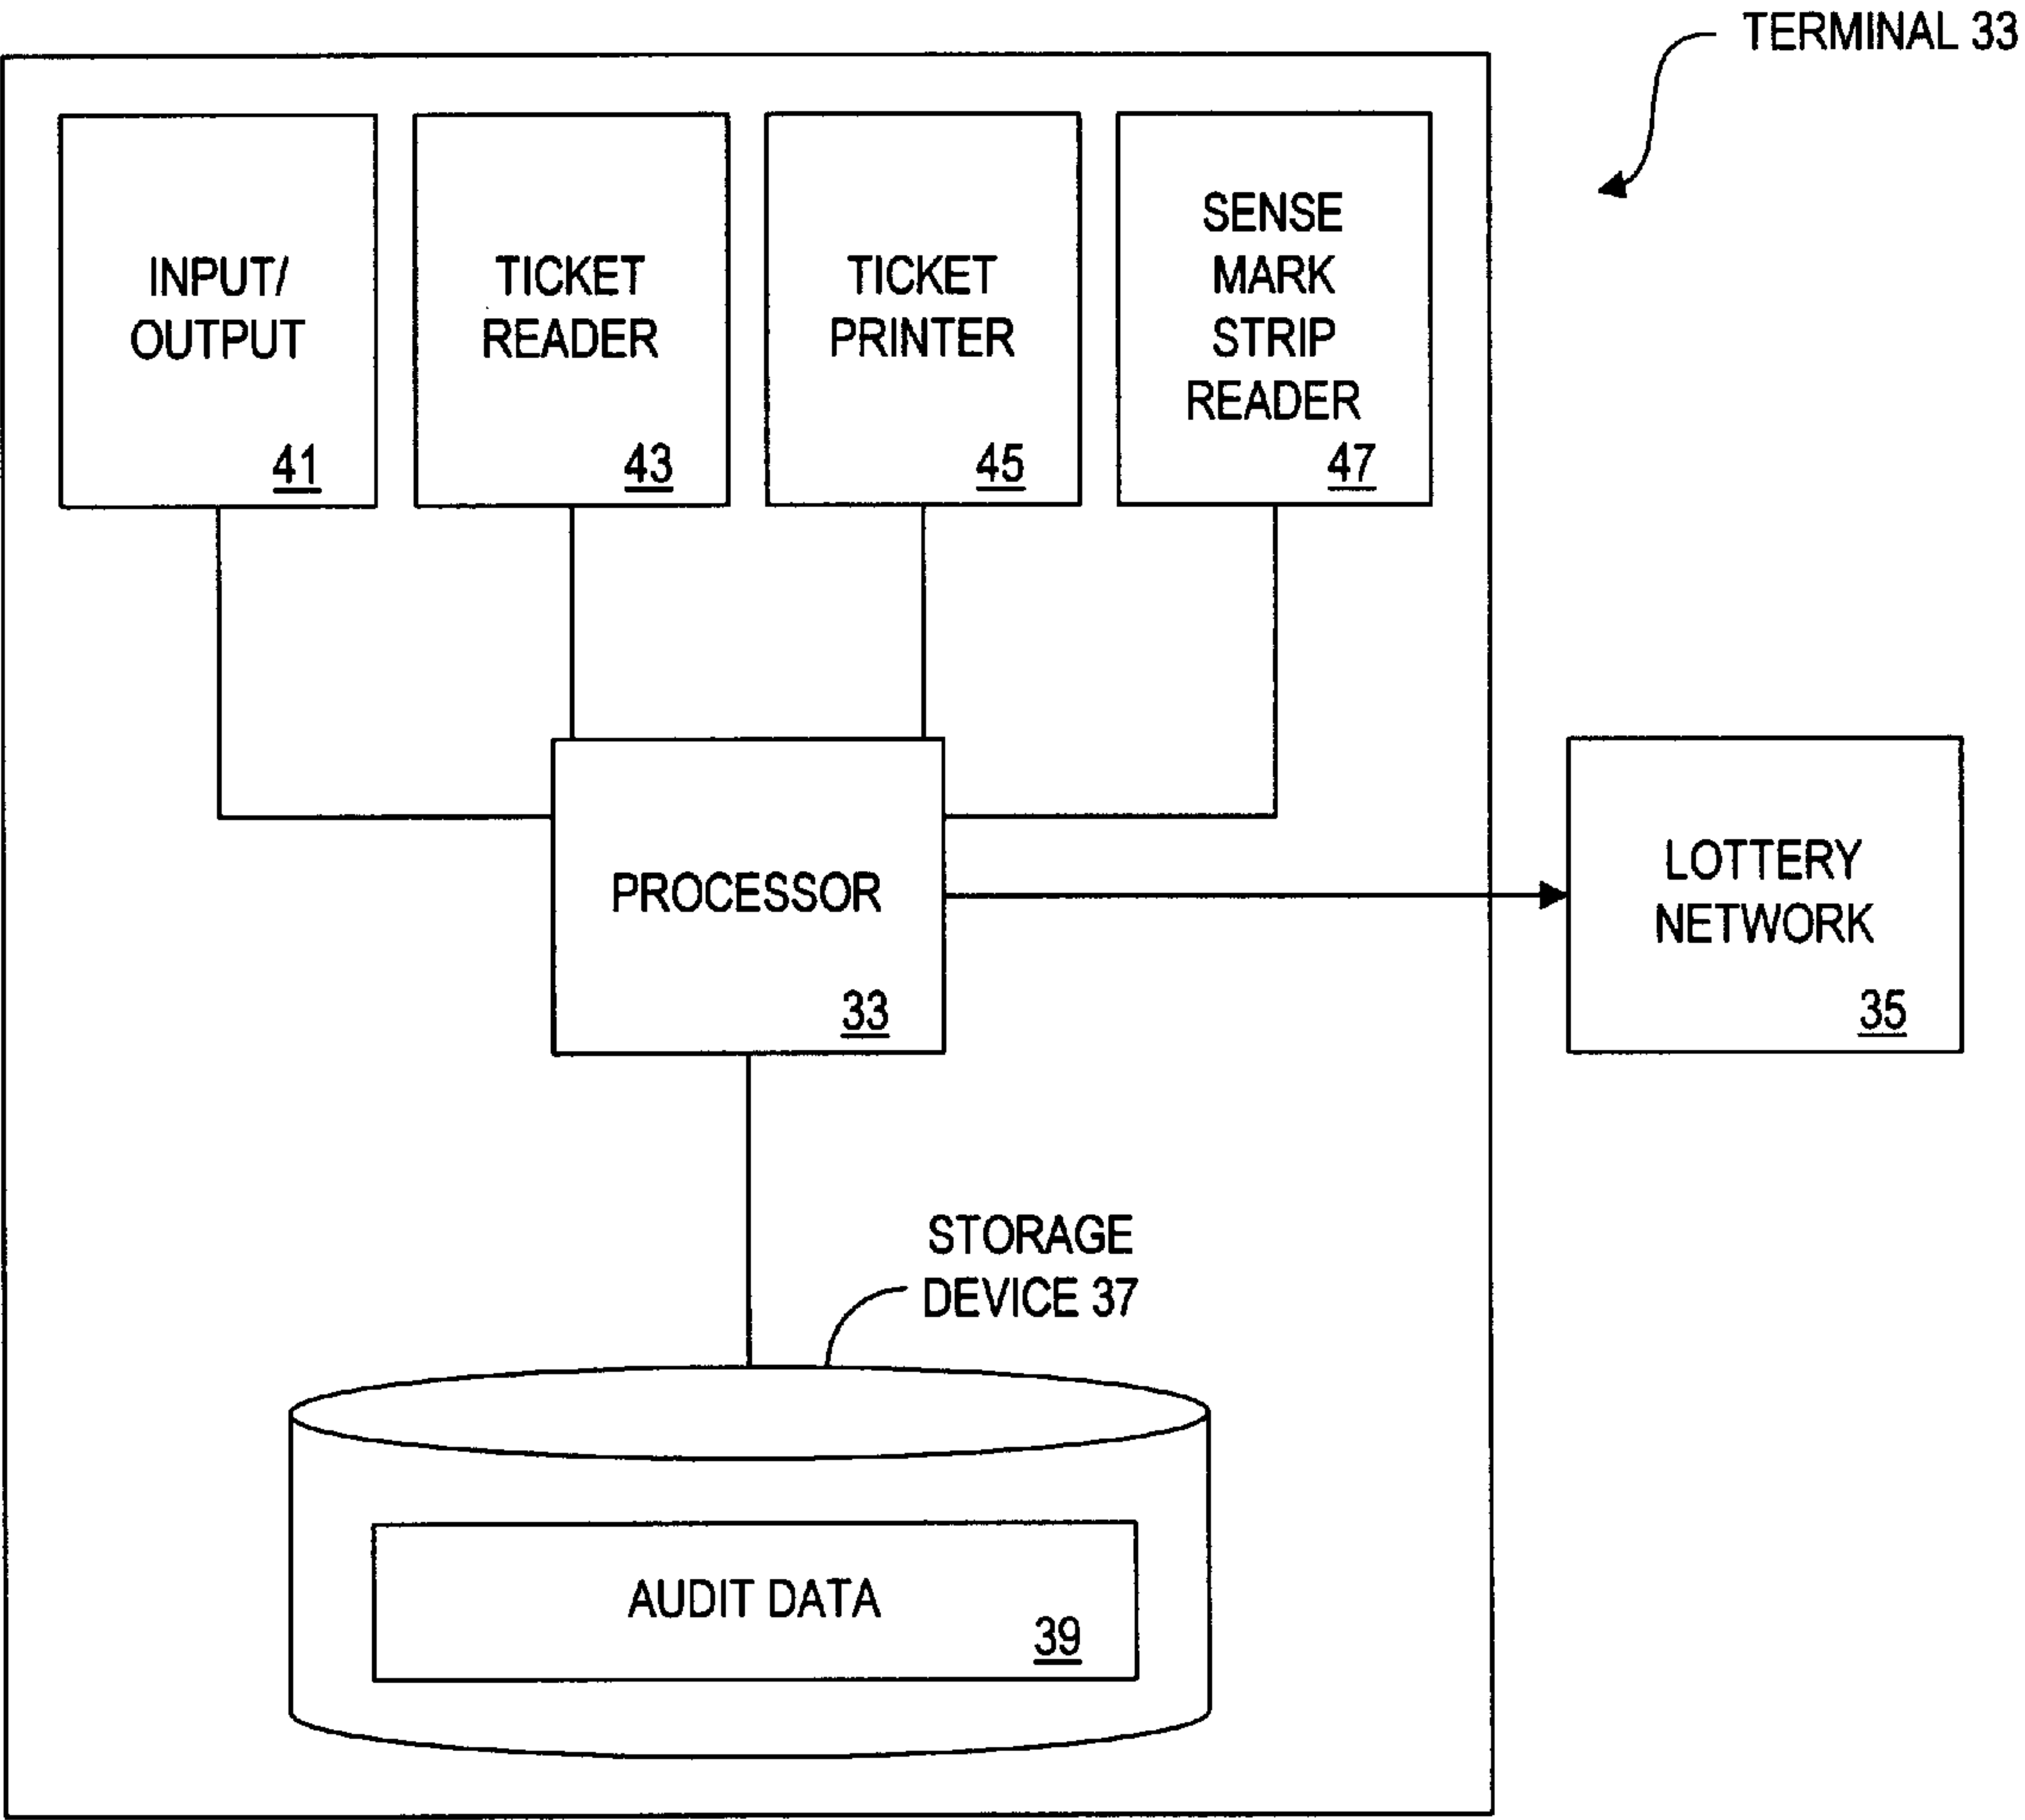 TERMINAL 33
INPUT/
OUTPUT
41
TICKET
READER
43
TICKET
PRINTER
45
SENSE
MARK
STRIP
READER
47
PROCESSOR
33
LOTTERY
NETWORK
35
STORAGE
DEVICE 37
AUDIT DATA
39